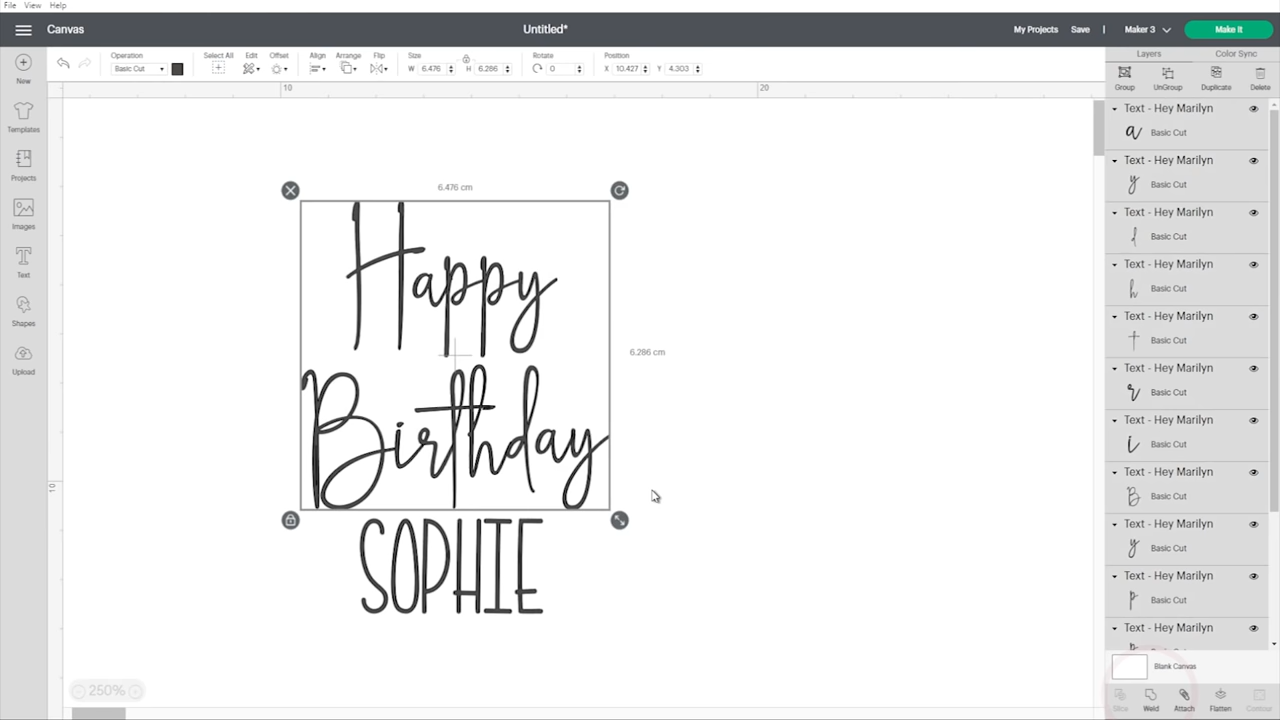 File View Help
Canvas
Untitled*
My Projects Save | Maker 3 Make It
Operation
Basic Cut
Select All
Edit
Offset
Align
Arrange
Flip
Size
W 6.476 H 6.286
Rotate
0
Position
X 10.427 Y 4.303
New
Templates
Projects
Images
Text
Shapes
Upload
10 20
10
6.476 cm
6.286 cm
Happy
Birthday
SOPHIE
250%
Layers Color Sync
Group UnGroup Duplicate Delete
Text - Hey Marilyn
a Basic Cut
Text - Hey Marilyn
y Basic Cut
Text - Hey Marilyn
d Basic Cut
Text - Hey Marilyn
h Basic Cut
Text - Hey Marilyn
t Basic Cut
Text - Hey Marilyn
r Basic Cut
Text - Hey Marilyn
i Basic Cut
Text - Hey Marilyn
B Basic Cut
Text - Hey Marilyn
y Basic Cut
Text - Hey Marilyn
p Basic Cut
Text - Hey Marilyn
Blank Canvas
Slice Weld Attach Flatten Contour